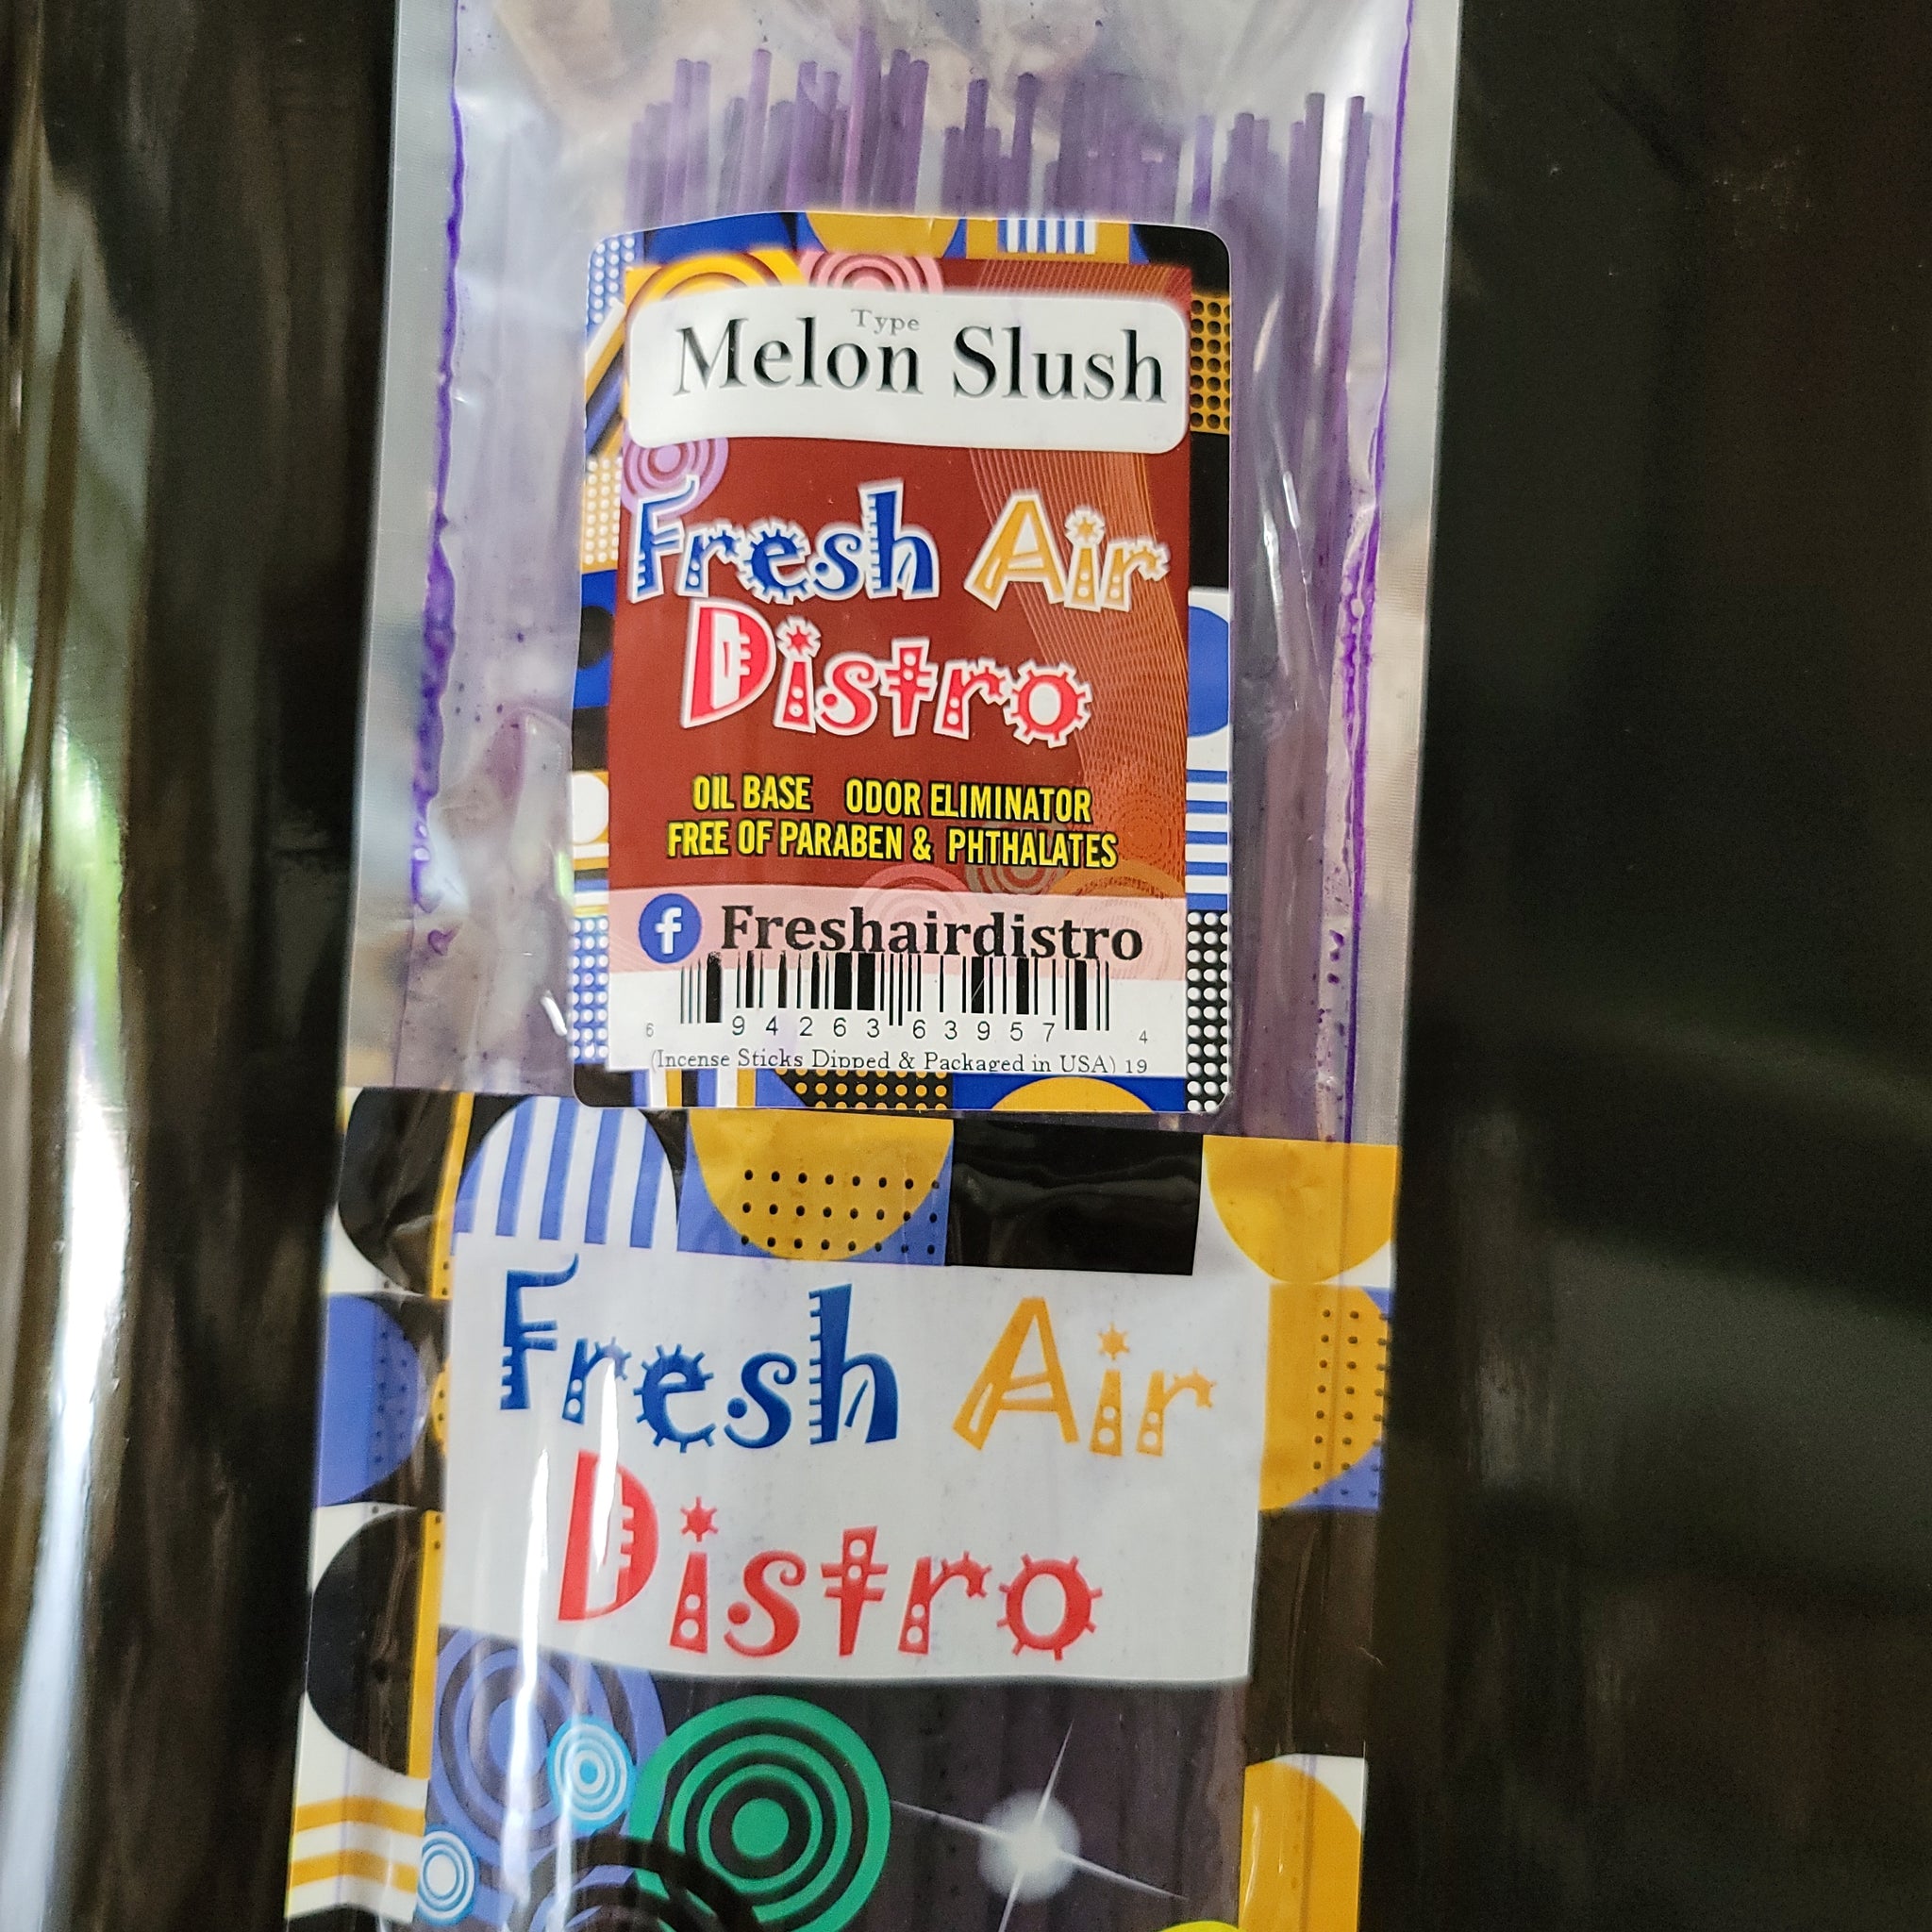 Type
Melon Slush
Fresh Air
Distro
OIL BASE ODOR ELIMINATOR
FREE OF PARABEN & PHTHALATES
f Freshairdistro
6 94263 63957 4
(Incense Sticks Dipped & Packaged in USA) 19
Fresh Air
Distro